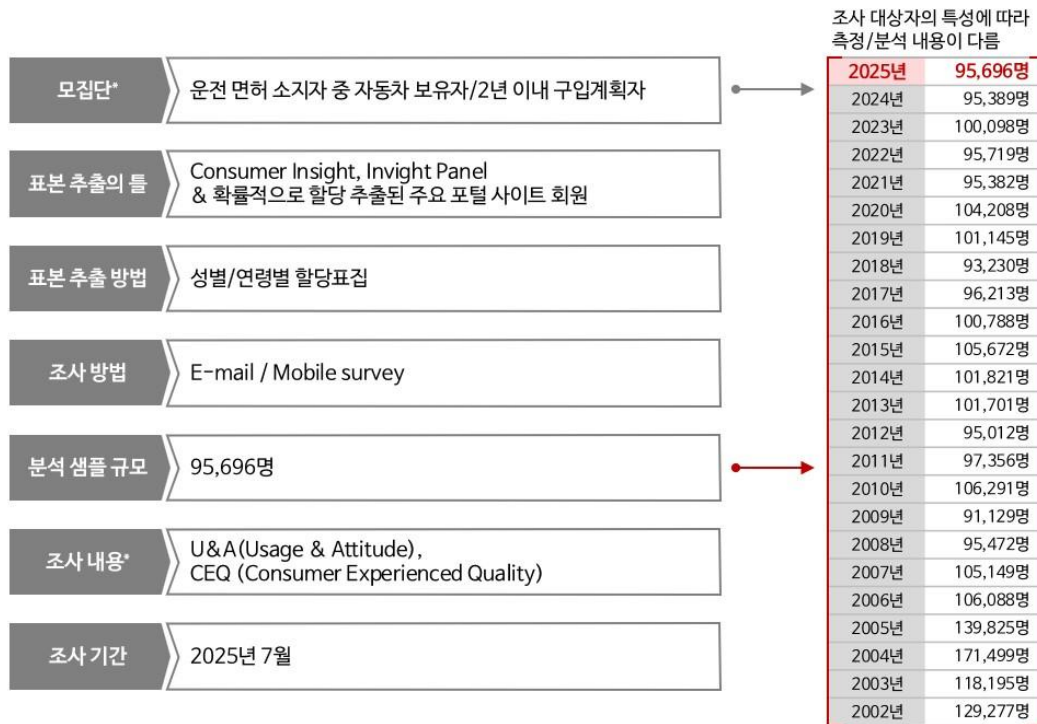 조사 대상자의 특성에 따라
측정/분석 내용이 다름
모집단*
운전 면허 소지자 중 자동차 보유자/2년 이내 구입계획자
표본 추출의 틀
Consumer Insight, Invight Panel
& 확률적으로 할당 추출된 주요 포털 사이트 회원
표본 추출 방법
성별/연령별 할당표집
조사 방법
E-mail / Mobile survey
분석 샘플 규모
95,696명
조사 내용*
U&A(Usage & Attitude),
CEQ (Consumer Experienced Quality)
조사 기간
2025년 7월
2025년 95,696명
2024년 95,389명
2023년 100,098명
2022년 95,719명
2021년 95,382명
2020년 104,208명
2019년 101,145명
2018년 93,230명
2017년 96,213명
2016년 100,788명
2015년 105,672명
2014년 101,821명
2013년 101,701명
2012년 95,012명
2011년 97,356명
2010년 106,291명
2009년 91,129명
2008년 95,472명
2007년 105,149명
2006년 106,088명
2005년 139,825명
2004년 171,499명
2003년 118,195명
2002년 129,277명